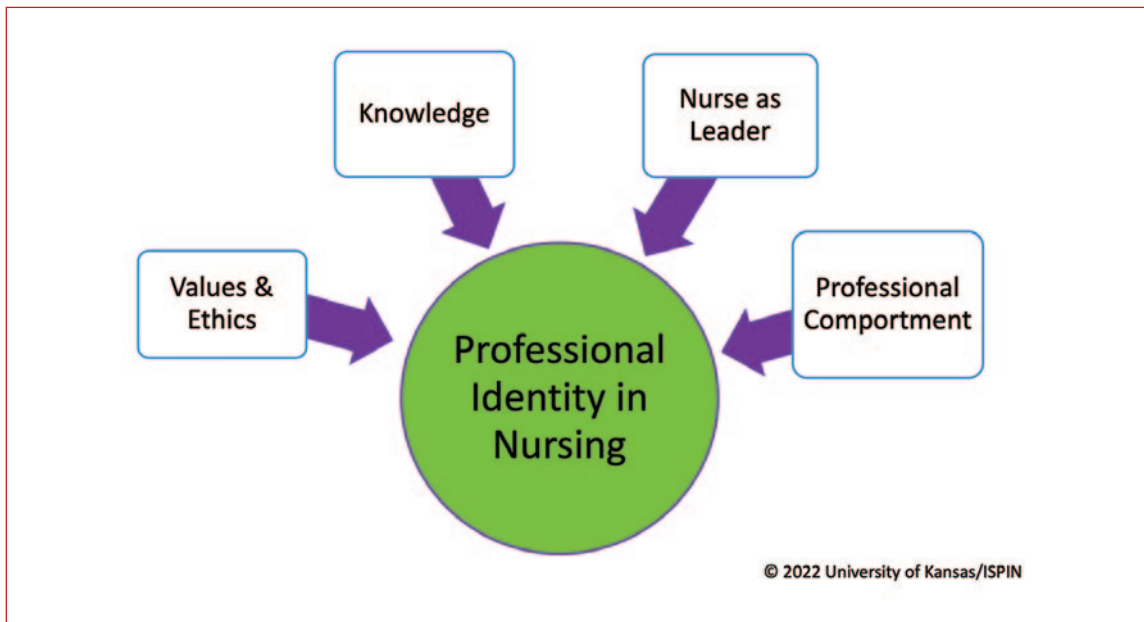 Knowledge
Nurse as
Leader
Values &
Ethics
Professional
Comportment
Professional
Identity in
Nursing
© 2022 University of Kansas/ISPIN